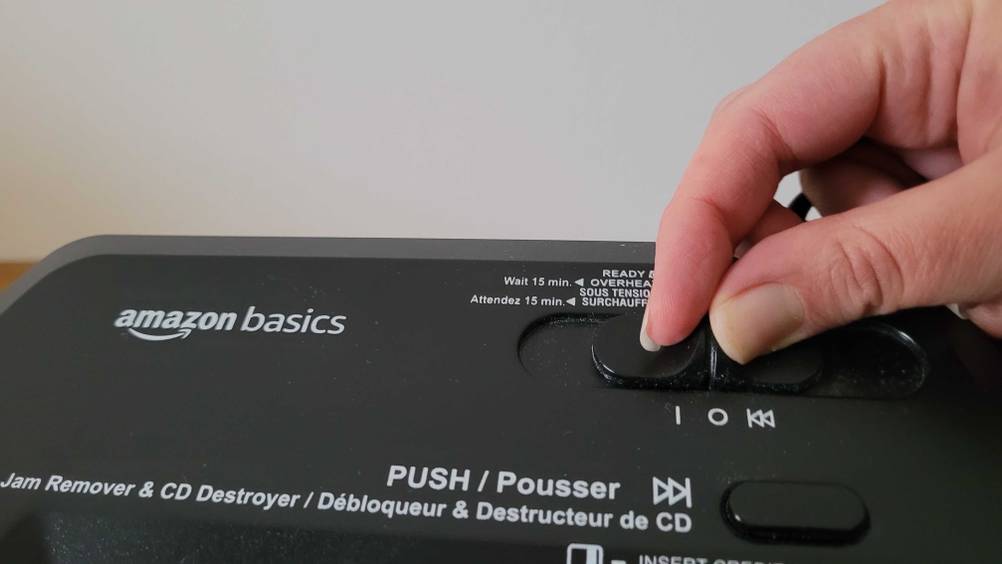 READY
Wait 15 min. ◀ OVERHEA
SOUS TENSIO
Attendez 15 min. ◀ SURCHAUFF
amazon basics
I O
PUSH / Pousser
Jam Remover & CD Destroyer / Débloqueur & Destructeur de CD
INSERT CREDIT